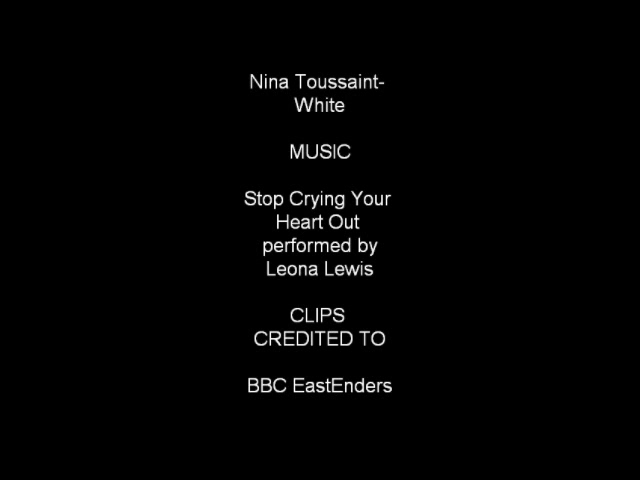 Nina Toussaint-
White
MUSIC
Stop Crying Your
Heart Out
performed by
Leona Lewis
CLIPS
CREDITED TO
BBC EastEnders